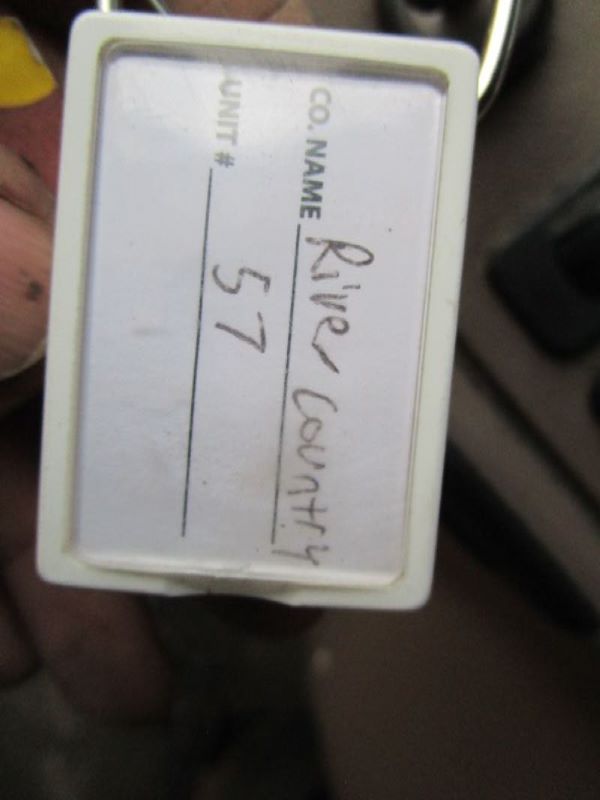 CO. NAME River Country
UNIT # 57